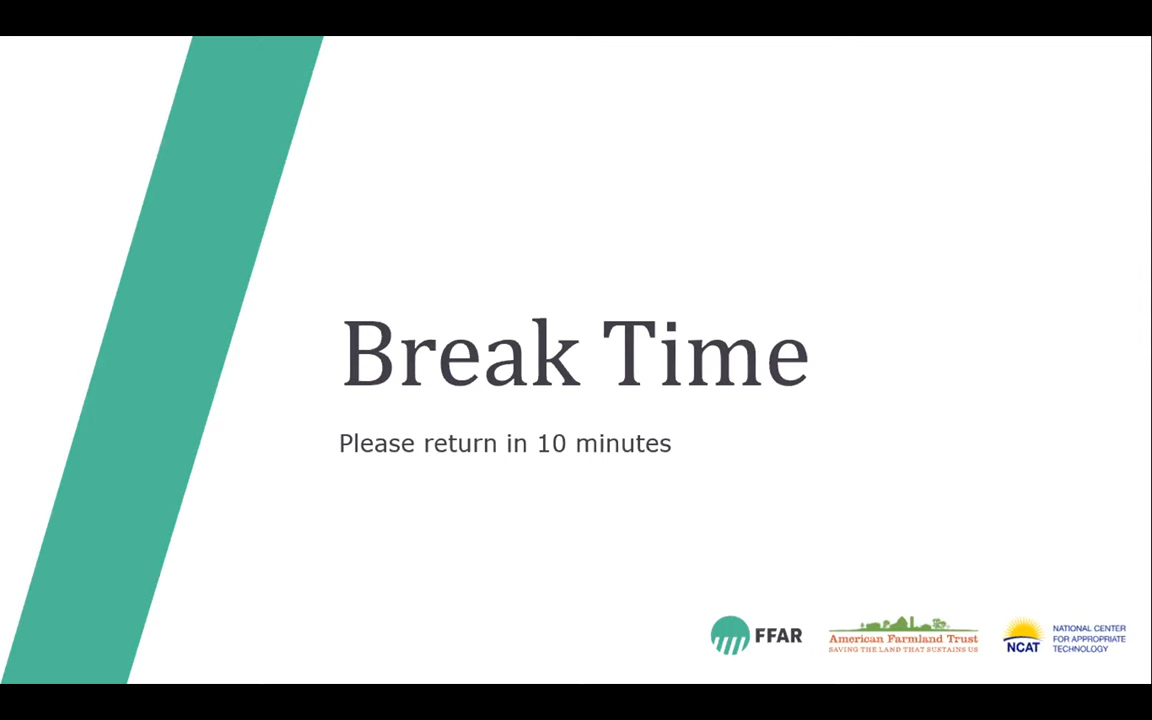 Break Time
Please return in 10 minutes
FFAR
American Farmland Trust
SAVING THE LAND THAT SUSTAINS US
NCAT
NATIONAL CENTER
FOR APPROPRIATE
TECHNOLOGY